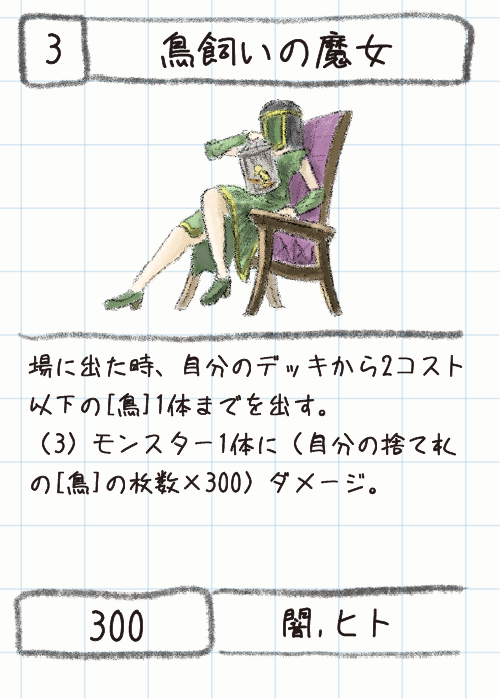 3
鳥飼いの魔女
場に出た時、自分のデッキから2コスト
以下の[鳥]1体までを出す。
（3）モンスター1体に（自分の捨て札
の[鳥]の枚数×300）ダメージ。
300
闇,ヒト